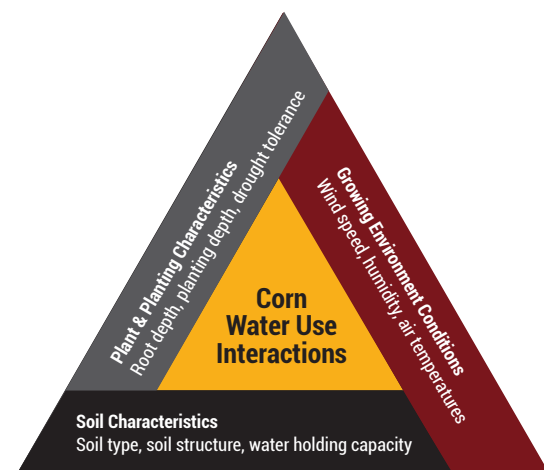 Plant & Planting Characteristics
Root depth, planting depth, drought tolerance
Growing Environment Conditions
Wind speed, humidity, air temperatures
Corn
Water Use
Interactions
Soil Characteristics
Soil type, soil structure, water holding capacity